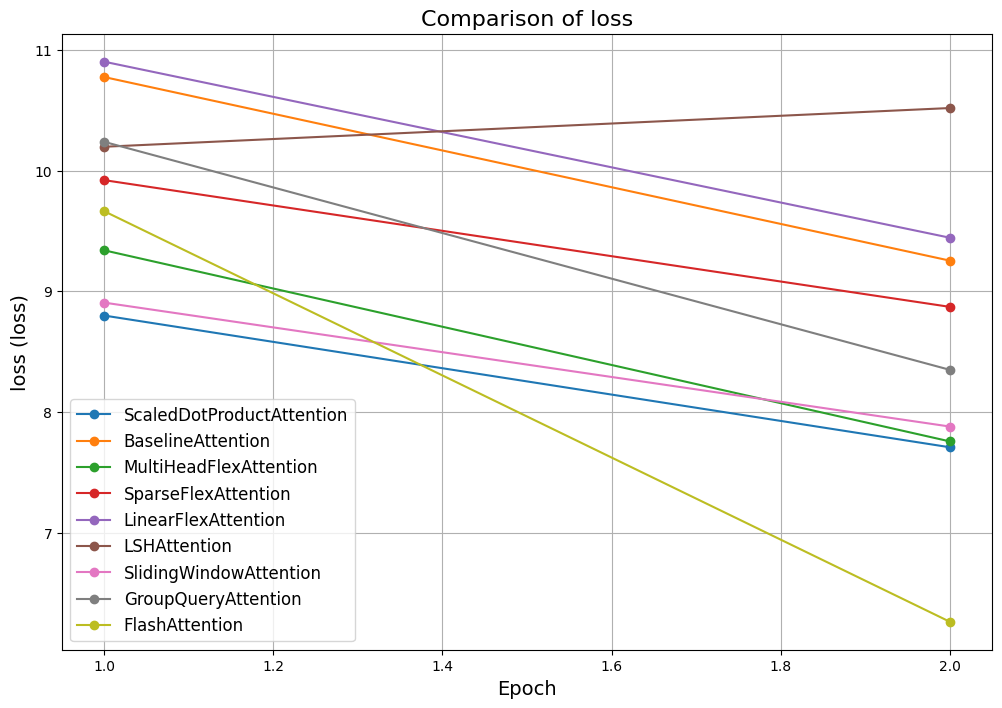 Comparison of loss
11
10
9
8
7
loss (loss)
ScaledDotProductAttention
BaselineAttention
MultiHeadFlexAttention
SparseFlexAttention
LinearFlexAttention
LSHAttention
SlidingWindowAttention
GroupQueryAttention
FlashAttention
1.0 1.2 1.4 1.6 1.8 2.0
Epoch